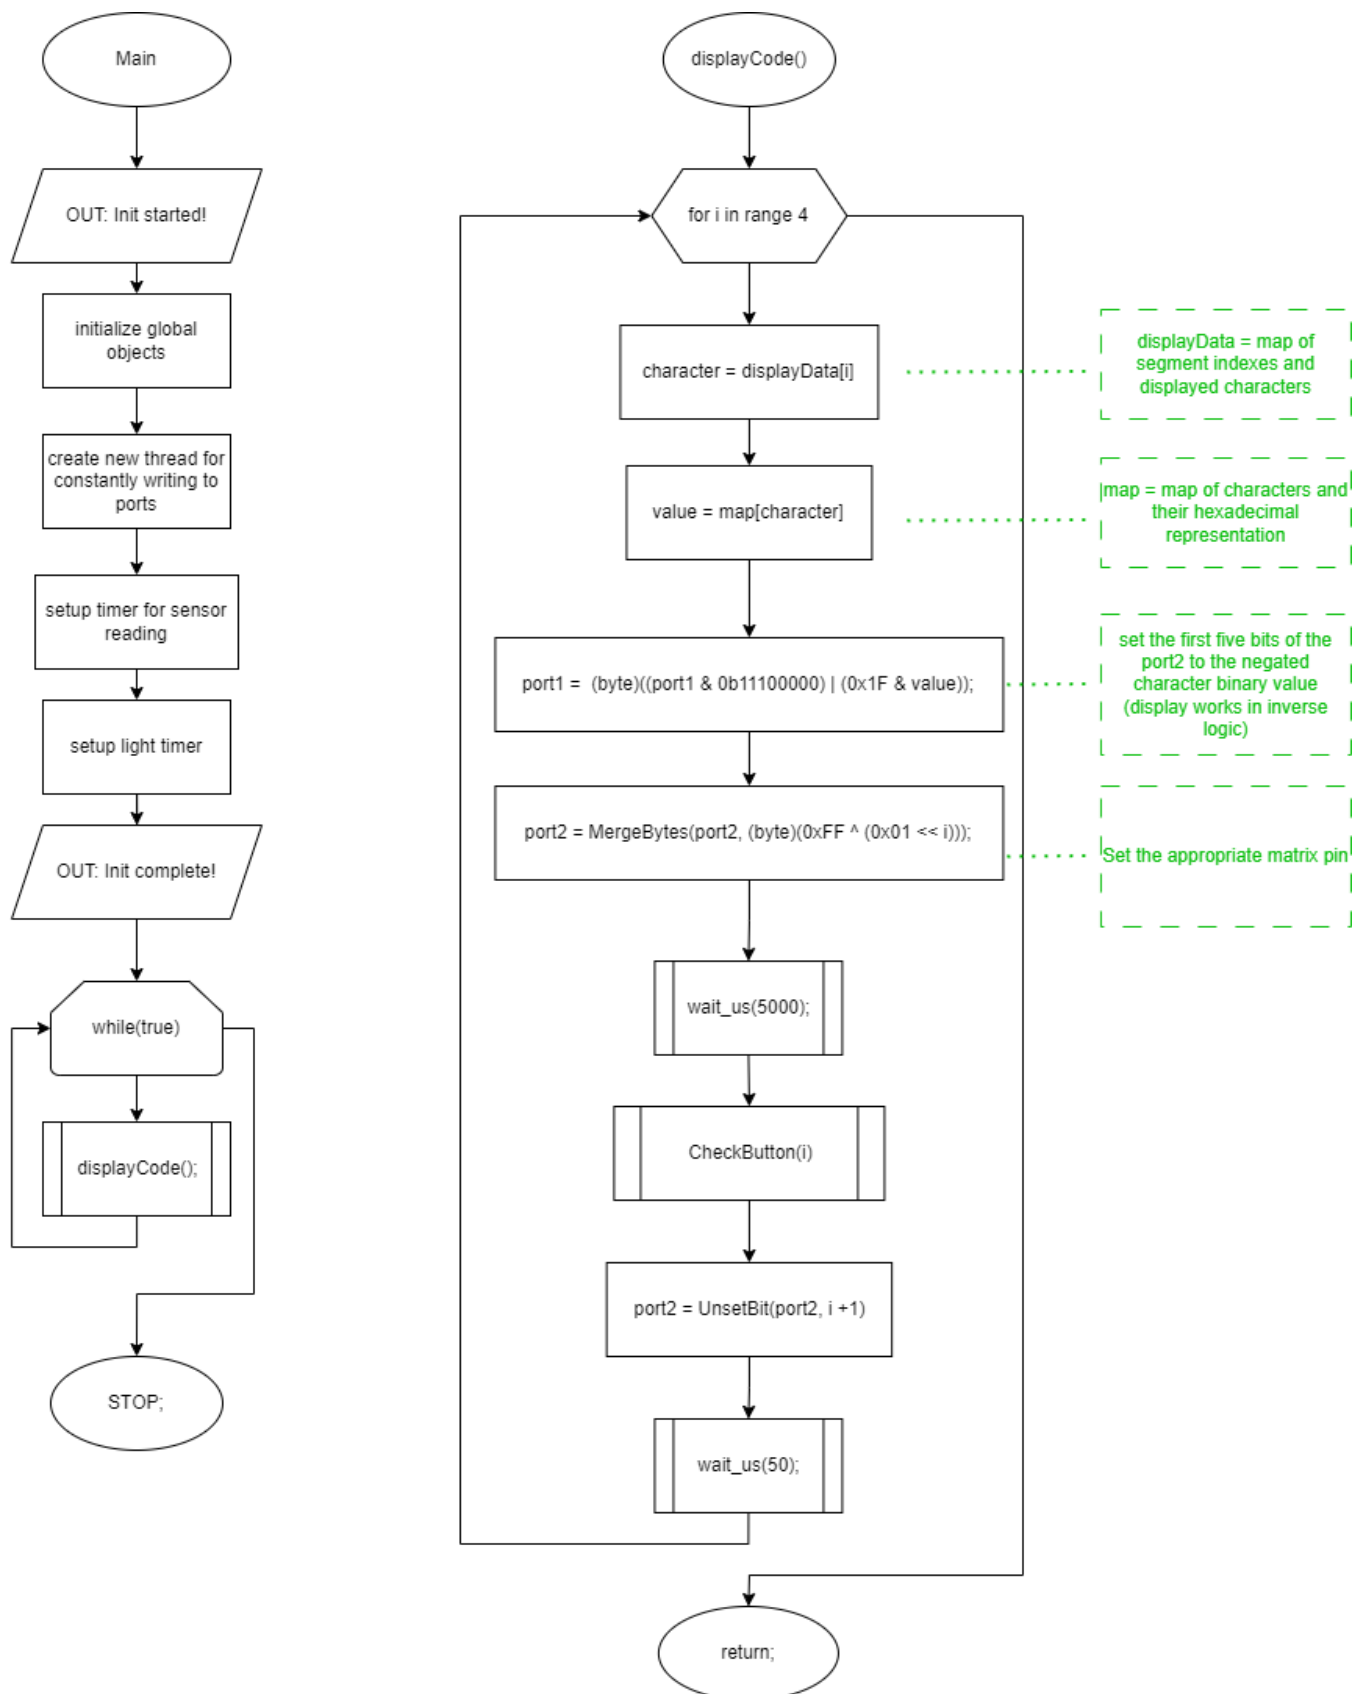 Main
OUT: Init started!
initialize global
objects
create new thread for
constantly writing to
ports
setup timer for sensor
reading
setup light timer
OUT: Init complete!
while(true)
displayCode();
STOP;
displayCode()
for i in range 4
character = displayData[i]
displayData = map of
segment indexes and
displayed characters
value = map[character]
map = map of characters and
their hexadecimal
representation
port1 =  (byte)((port1 & 0b11100000) | (0x1F & value));
set the first five bits of the
port2 to the negated
character binary value
(display works in inverse
logic)
port2 = MergeBytes(port2, (byte)(0xFF ^ (0x01 << i)));
Set the appropriate matrix pin
wait_us(5000);
CheckButton(i)
port2 = UnsetBit(port2, i +1)
wait_us(50);
return;